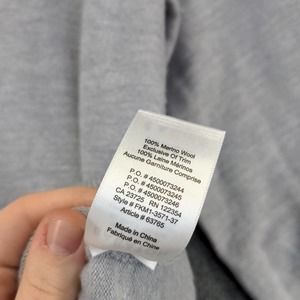 100% Merino Wool
Exclusive Of Trim
100% Laine Mérinos
Aucune Garniture Comprise
P.O. # 4500073244
P.O. # 4500073245
P.O. # 4500073246
CA 23725 RN 122354
Style # FKM1-3571-37
Article # 63765
Made in China
Fabriqué en Chine